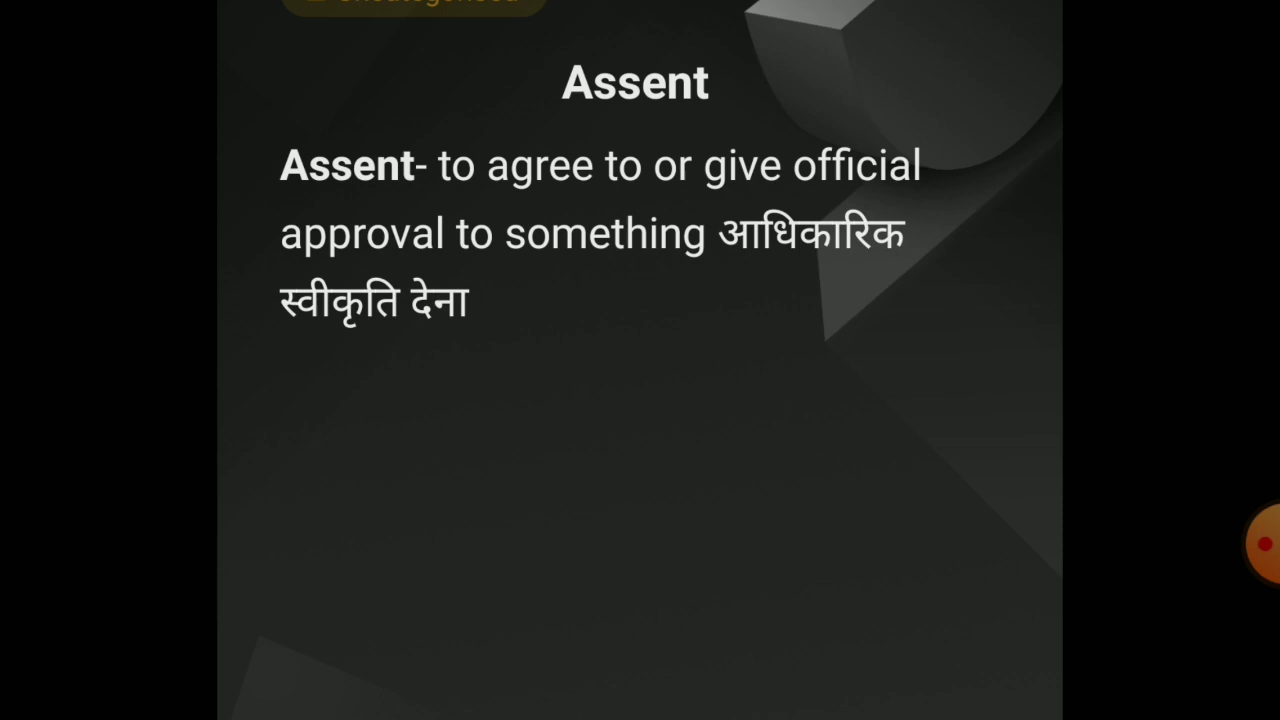 Assent
Assent- to agree to or give official
approval to something आधिकारिक
स्वीकृति देना